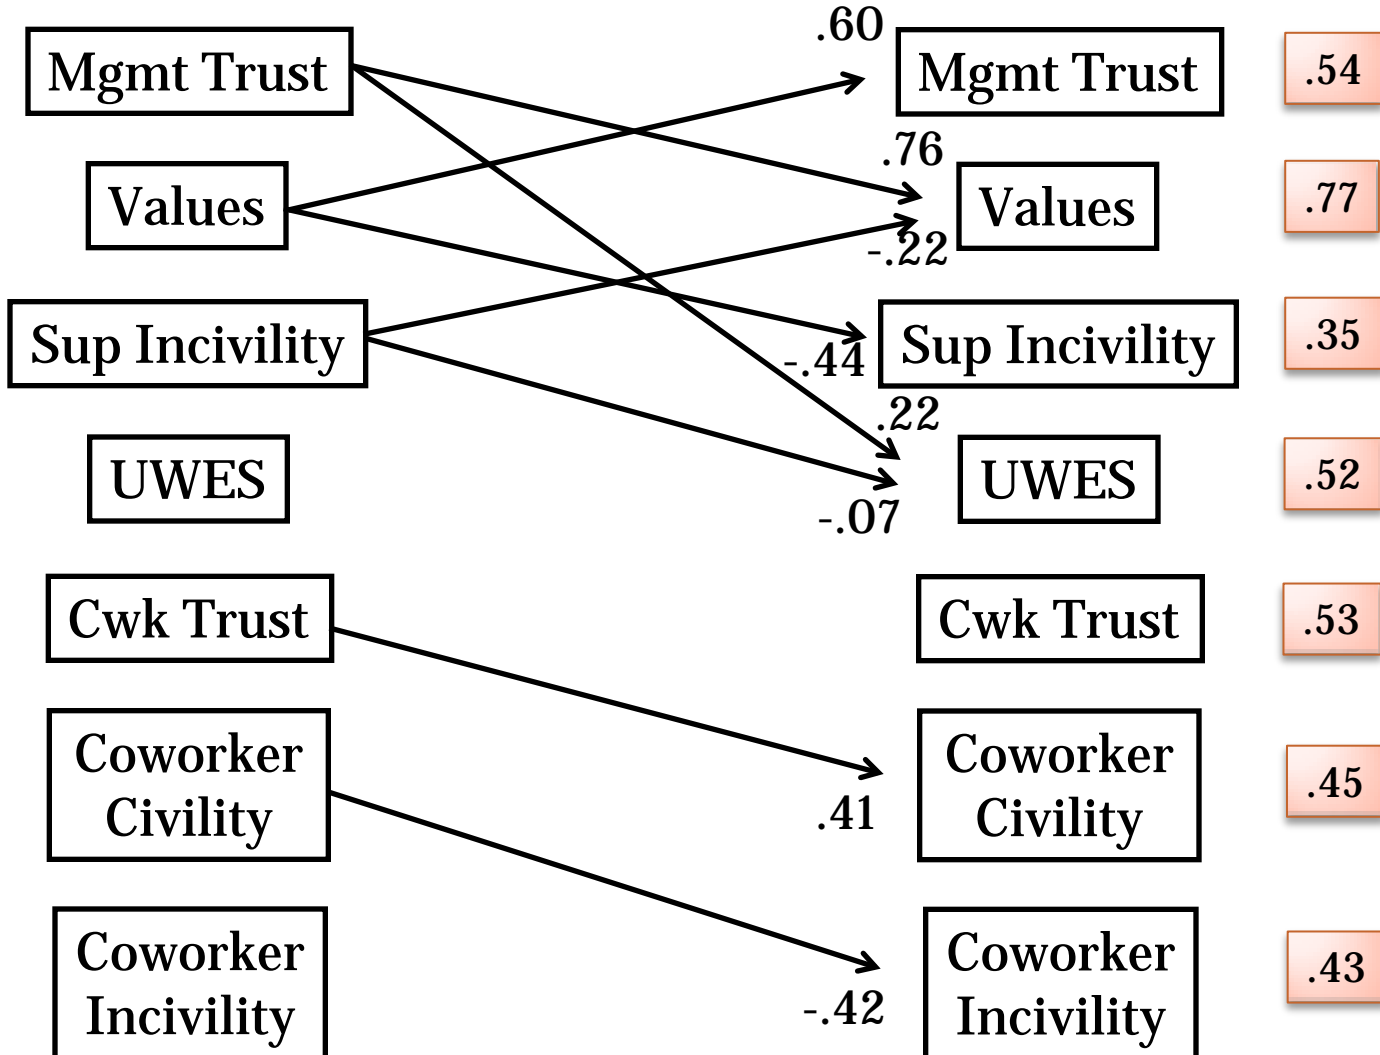 .60
Mgmt Trust
Mgmt Trust
.54
.76
Values
Values
.77
-.22
Sup Incivility
Sup Incivility
.35
-.44
.22
UWES
UWES
.52
-.07
Cwk Trust
Cwk Trust
.53
Coworker
Civility
Coworker
Civility
.45
.41
Coworker
Incivility
Coworker
Incivility
.43
-.42